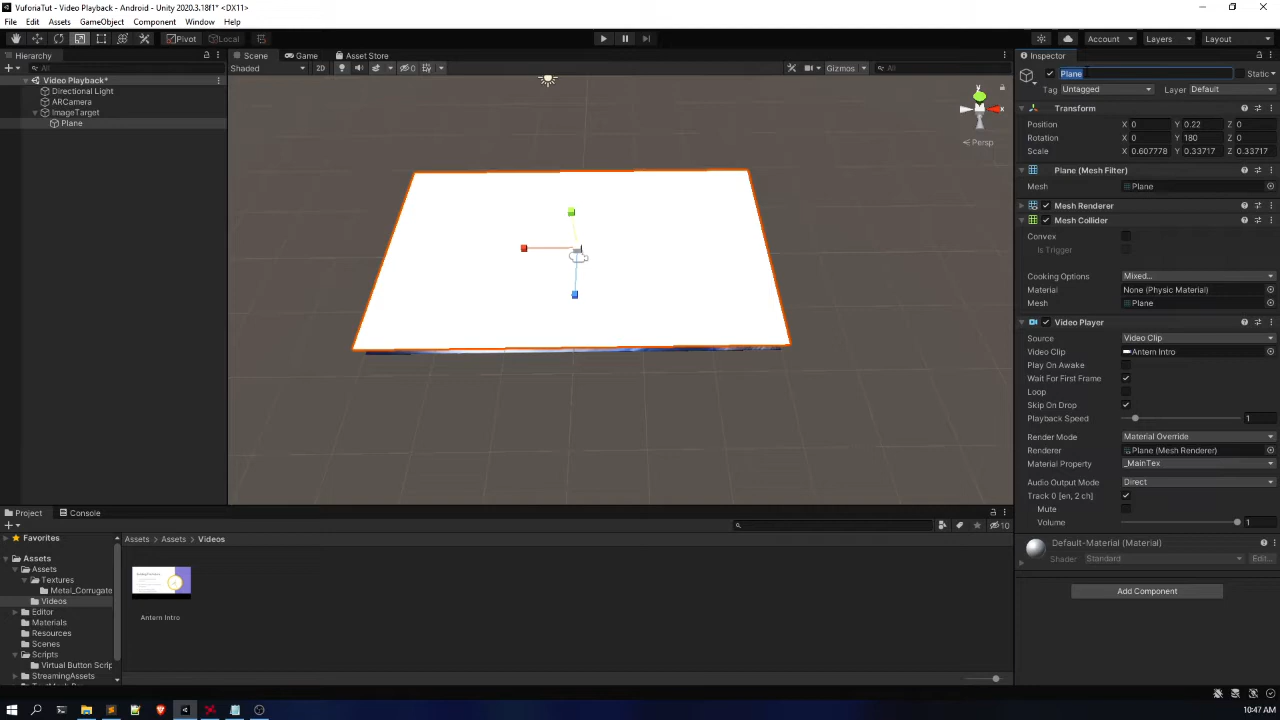 VuforiaTut - Video Playback - Android - Unity 2020.3.18f1* <DX11>
File Edit Assets GameObject Component Window Help
Pivot Local Account Layers Layout
Hierarchy
All
Video Playback*
Directional Light
ARCamera
ImageTarget
Plane
Scene Game Asset Store
Shaded 2D 0 Gizmos All
y
x
Persp
Inspector
Plane Static
Tag Untagged Layer Default
Transform
Position X 0 Y 0.22 Z 0
Rotation X 0 Y 180 Z 0
Scale X 0.607778 Y 0.33717 Z 0.33717
Plane (Mesh Filter)
Mesh Plane
Mesh Renderer
Mesh Collider
Convex
Is Trigger
Cooking Options Mixed...
Material None (Physic Material)
Mesh Plane
Video Player
Source Video Clip
Video Clip Antern Intro
Play On Awake
Wait For First Frame
Loop
Skip On Drop
Playback Speed 1
Render Mode Material Override
Renderer Plane (Mesh Renderer)
Material Property _MainTex
Audio Output Mode Direct
Track 0 [en, 2 ch]
Mute
Volume 1
Default-Material (Material)
Shader Standard Edit...
Add Component
Project Console
10
Favorites
Assets
Assets
Textures
Metal_Corrugate
Videos
Editor
Materials
Resources
Scenes
Scripts
Virtual Button Scrip
StreamingAssets
Assets > Assets > Videos
Antern Intro
10:47 AM